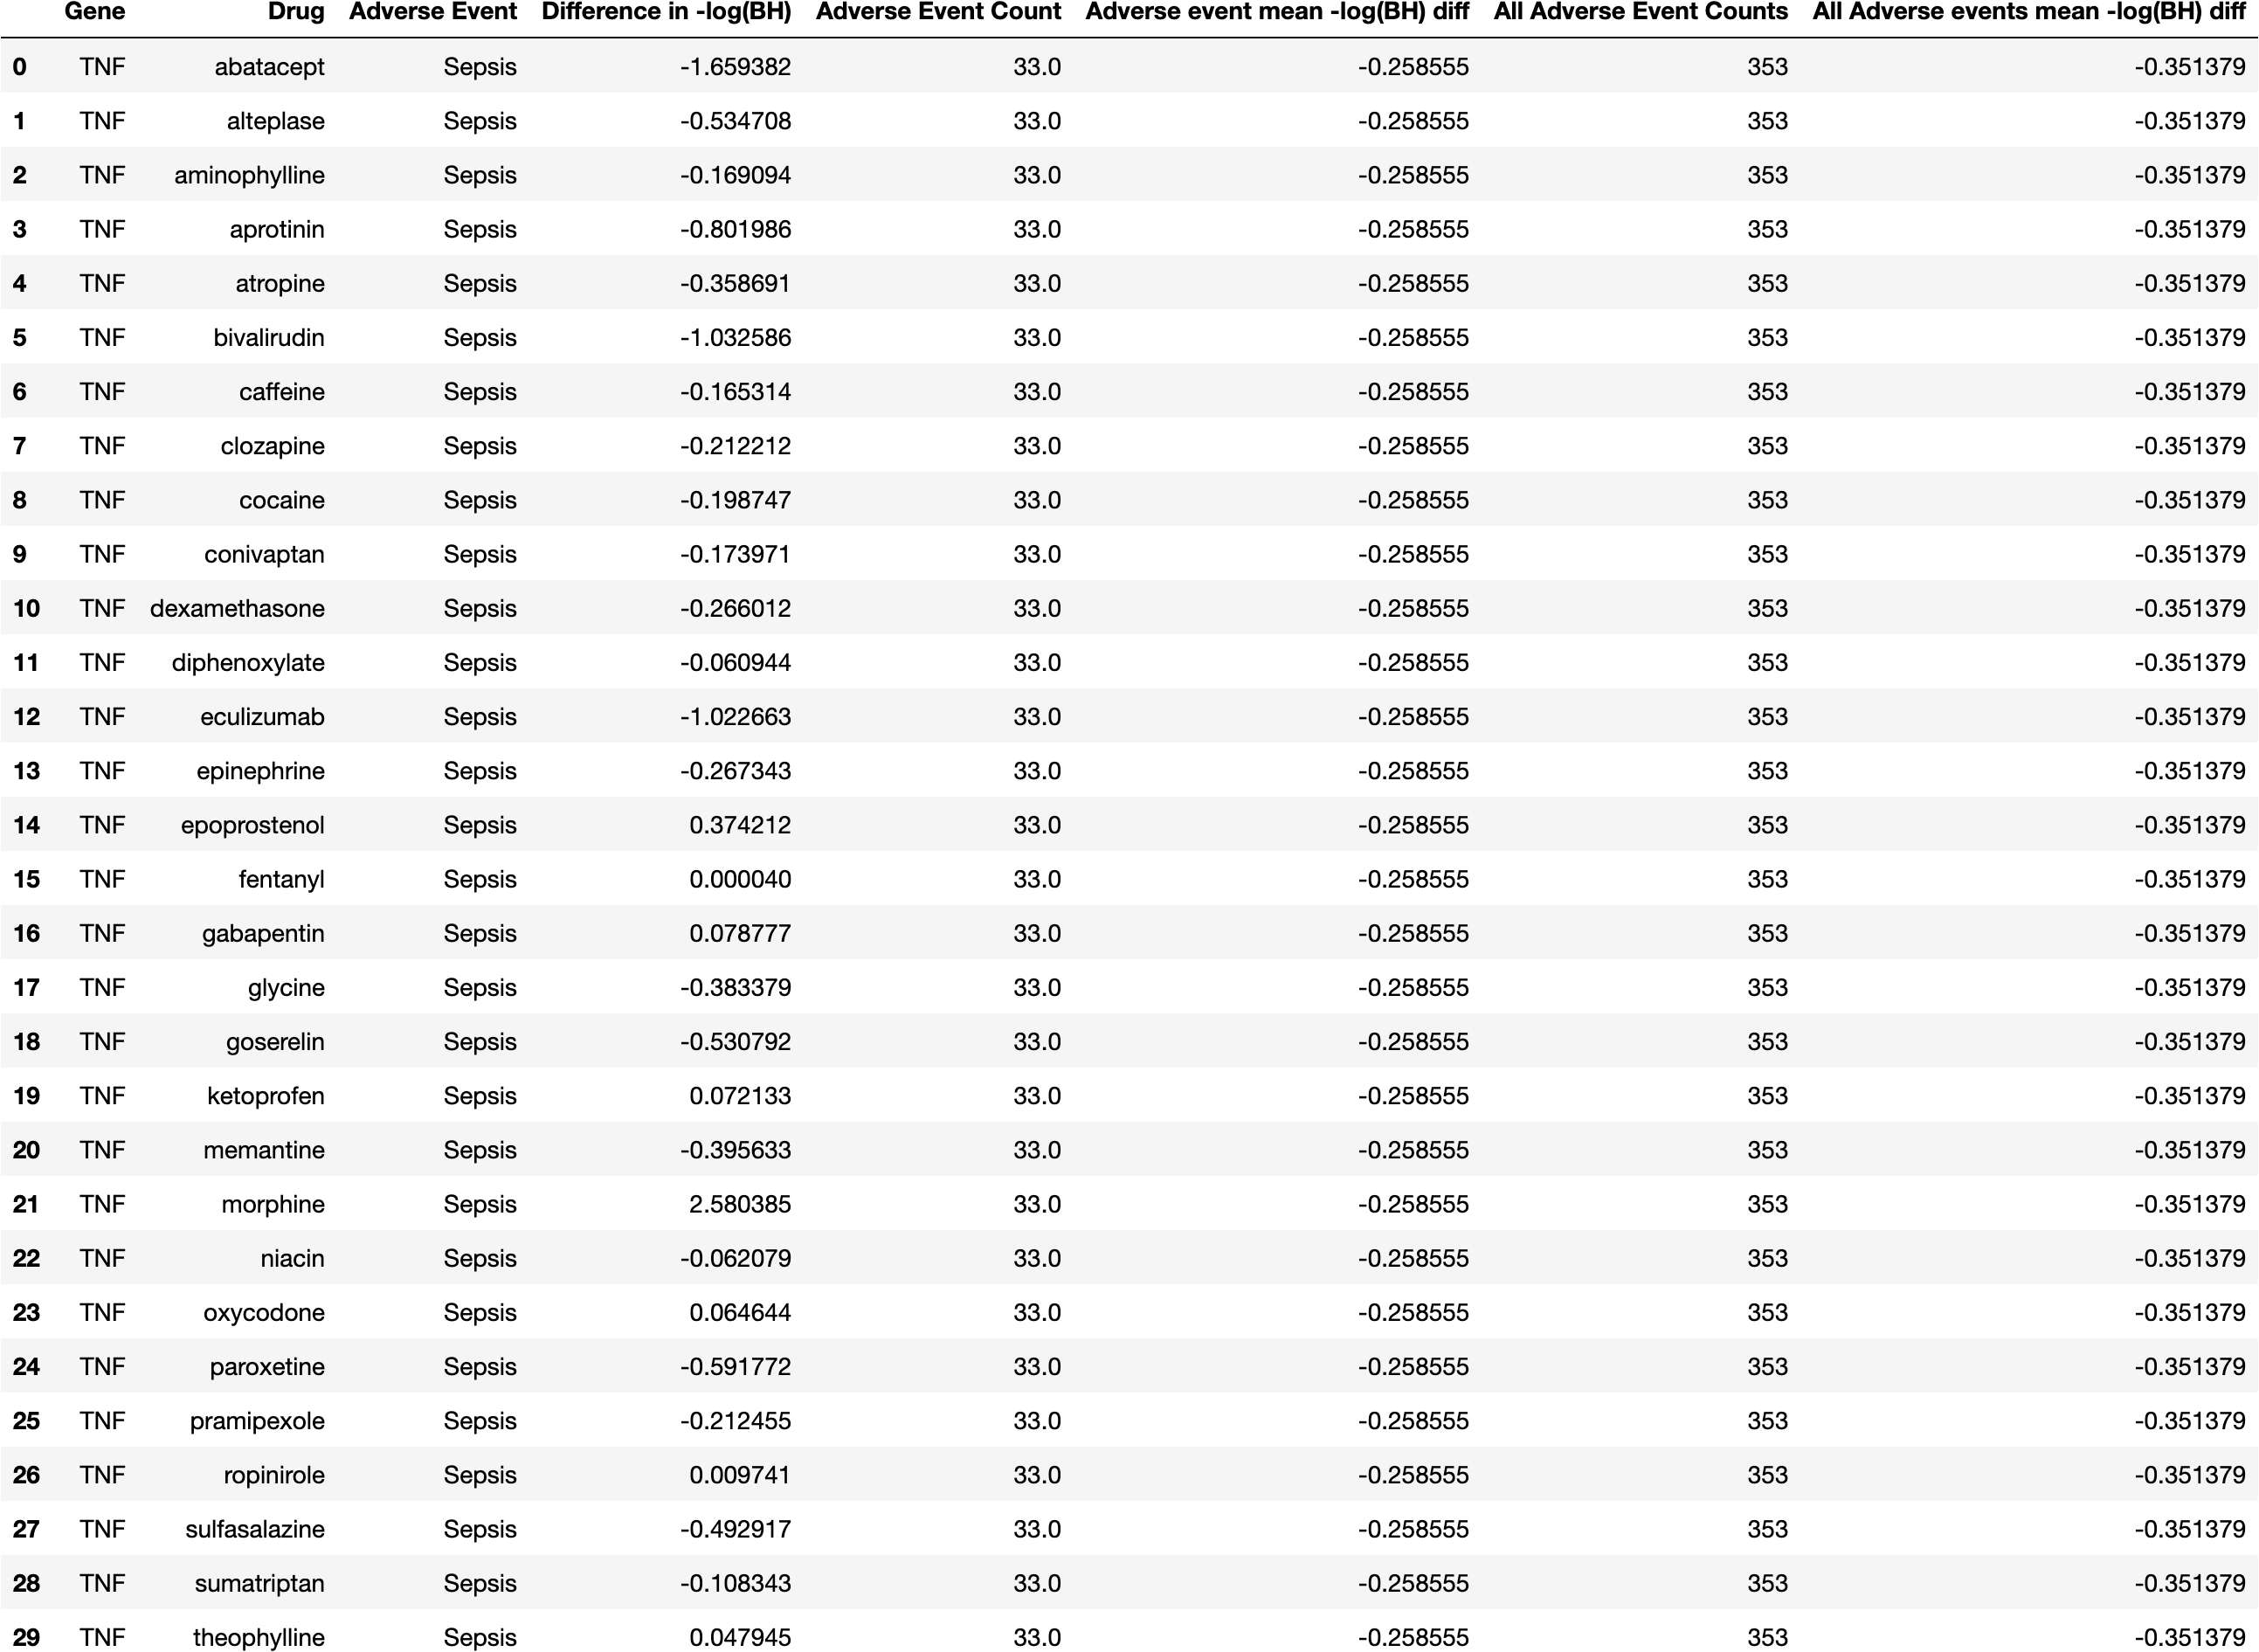 Gene Drug Adverse Event Difference in -log(BH) Adverse Event Count Adverse event mean -log(BH) diff All Adverse Event Counts All Adverse events mean -log(BH) diff
0 TNF abatacept Sepsis -1.659382 33.0 -0.258555 353 -0.351379
1 TNF alteplase Sepsis -0.534708 33.0 -0.258555 353 -0.351379
2 TNF aminophylline Sepsis -0.169094 33.0 -0.258555 353 -0.351379
3 TNF aprotinin Sepsis -0.801986 33.0 -0.258555 353 -0.351379
4 TNF atropine Sepsis -0.358691 33.0 -0.258555 353 -0.351379
5 TNF bivalirudin Sepsis -1.032586 33.0 -0.258555 353 -0.351379
6 TNF caffeine Sepsis -0.165314 33.0 -0.258555 353 -0.351379
7 TNF clozapine Sepsis -0.212212 33.0 -0.258555 353 -0.351379
8 TNF cocaine Sepsis -0.198747 33.0 -0.258555 353 -0.351379
9 TNF conivaptan Sepsis -0.173971 33.0 -0.258555 353 -0.351379
10 TNF dexamethasone Sepsis -0.266012 33.0 -0.258555 353 -0.351379
11 TNF diphenoxylate Sepsis -0.060944 33.0 -0.258555 353 -0.351379
12 TNF eculizumab Sepsis -1.022663 33.0 -0.258555 353 -0.351379
13 TNF epinephrine Sepsis -0.267343 33.0 -0.258555 353 -0.351379
14 TNF epoprostenol Sepsis 0.374212 33.0 -0.258555 353 -0.351379
15 TNF fentanyl Sepsis 0.000040 33.0 -0.258555 353 -0.351379
16 TNF gabapentin Sepsis 0.078777 33.0 -0.258555 353 -0.351379
17 TNF glycine Sepsis -0.383379 33.0 -0.258555 353 -0.351379
18 TNF goserelin Sepsis -0.530792 33.0 -0.258555 353 -0.351379
19 TNF ketoprofen Sepsis 0.072133 33.0 -0.258555 353 -0.351379
20 TNF memantine Sepsis -0.395633 33.0 -0.258555 353 -0.351379
21 TNF morphine Sepsis 2.580385 33.0 -0.258555 353 -0.351379
22 TNF niacin Sepsis -0.062079 33.0 -0.258555 353 -0.351379
23 TNF oxycodone Sepsis 0.064644 33.0 -0.258555 353 -0.351379
24 TNF paroxetine Sepsis -0.591772 33.0 -0.258555 353 -0.351379
25 TNF pramipexole Sepsis -0.212455 33.0 -0.258555 353 -0.351379
26 TNF ropinirole Sepsis 0.009741 33.0 -0.258555 353 -0.351379
27 TNF sulfasalazine Sepsis -0.492917 33.0 -0.258555 353 -0.351379
28 TNF sumatriptan Sepsis -0.108343 33.0 -0.258555 353 -0.351379
29 TNF theophylline Sepsis 0.047945 33.0 -0.258555 353 -0.351379